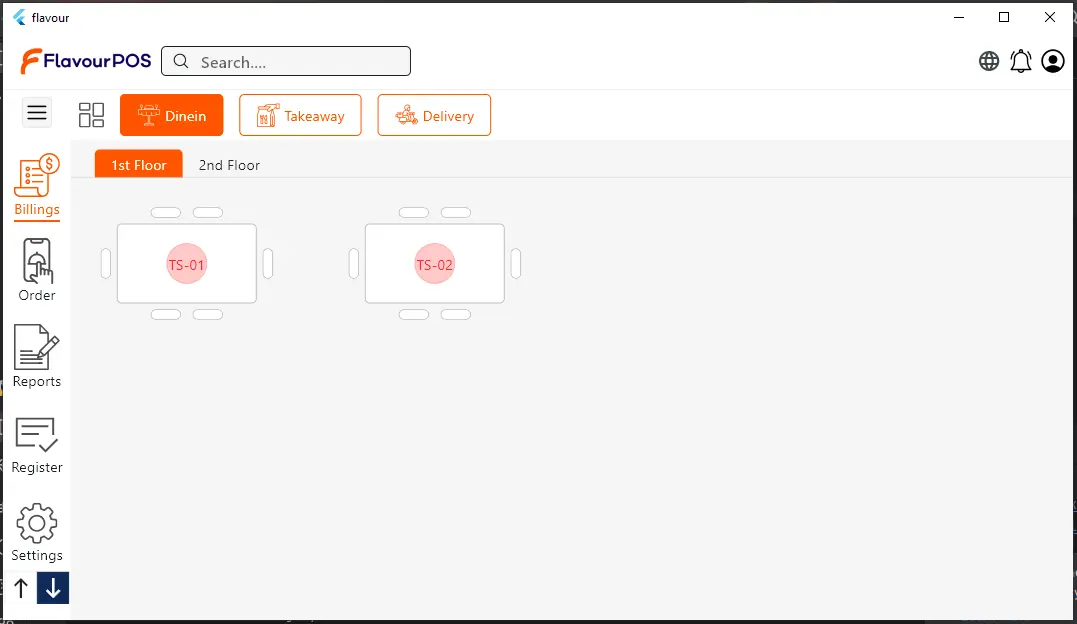 flavour
FlavourPOS
Search....
Dinein
Takeaway
Delivery
1st Floor
2nd Floor
Billings
Order
Reports
Register
Settings
TS-01
TS-02